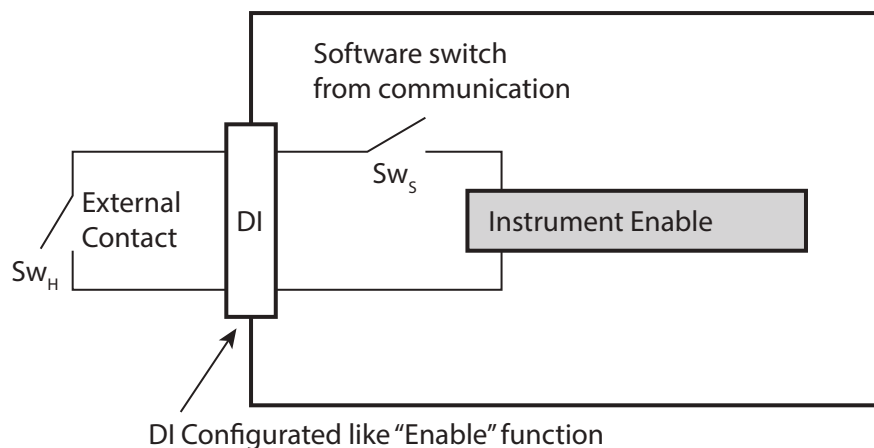 Software switch
from communication
Sw_S
External
Contact
DI
Instrument Enable
Sw_H
DI Configurated like “Enable” function